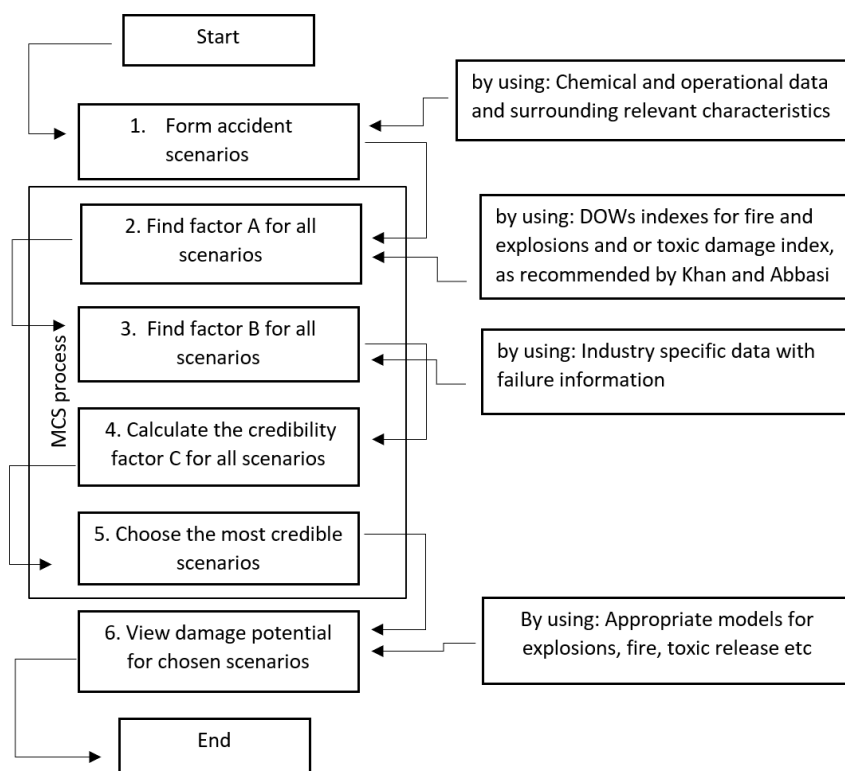 Start
by using: Chemical and operational data
and surrounding relevant characteristics
1. Form accident
scenarios
2. Find factor A for all
scenarios
by using: DOWs indexes for fire and
explosions and or toxic damage index,
as recommended by Khan and Abbasi
3. Find factor B for all
scenarios
by using: Industry specific data with
failure information
MCS process
4. Calculate the credibility
factor C for all scenarios
5. Choose the most credible
scenarios
6. View damage potential
for chosen scenarios
By using: Appropriate models for
explosions, fire, toxic release etc
End